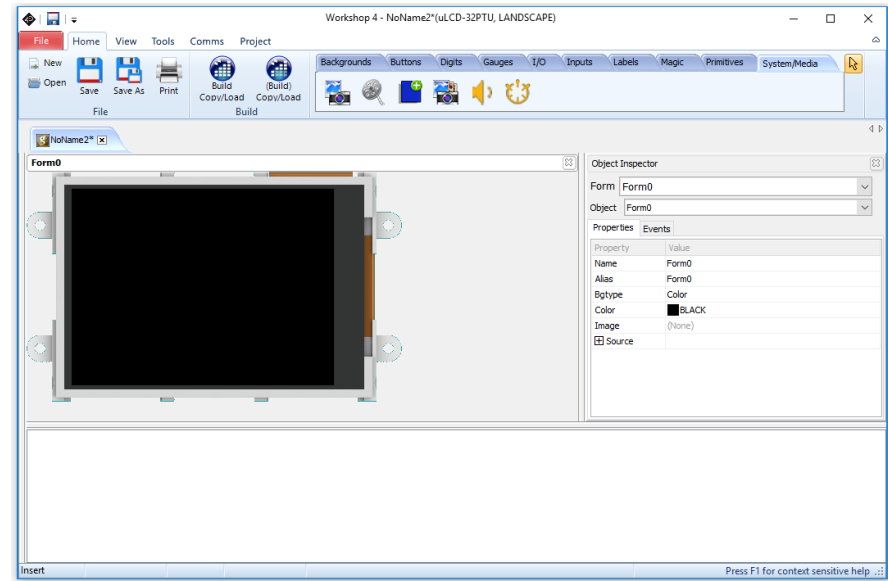 Workshop 4 - NoName2*(uLCD-32PTU, LANDSCAPE)
File Home View Tools Comms Project
New
Open
Save
Save As
Print
File
Build
Copy/Load
(Build)
Copy/Load
Build
Backgrounds Buttons Digits Gauges I/O Inputs Labels Magic Primitives System/Media
NoName2*
Form0
Object Inspector
Form Form0
Object Form0
Properties Events
Property Value
Name Form0
Alias Form0
Bgtype Color
Color BLACK
Image (None)
Source
Insert
Press F1 for context sensitive help